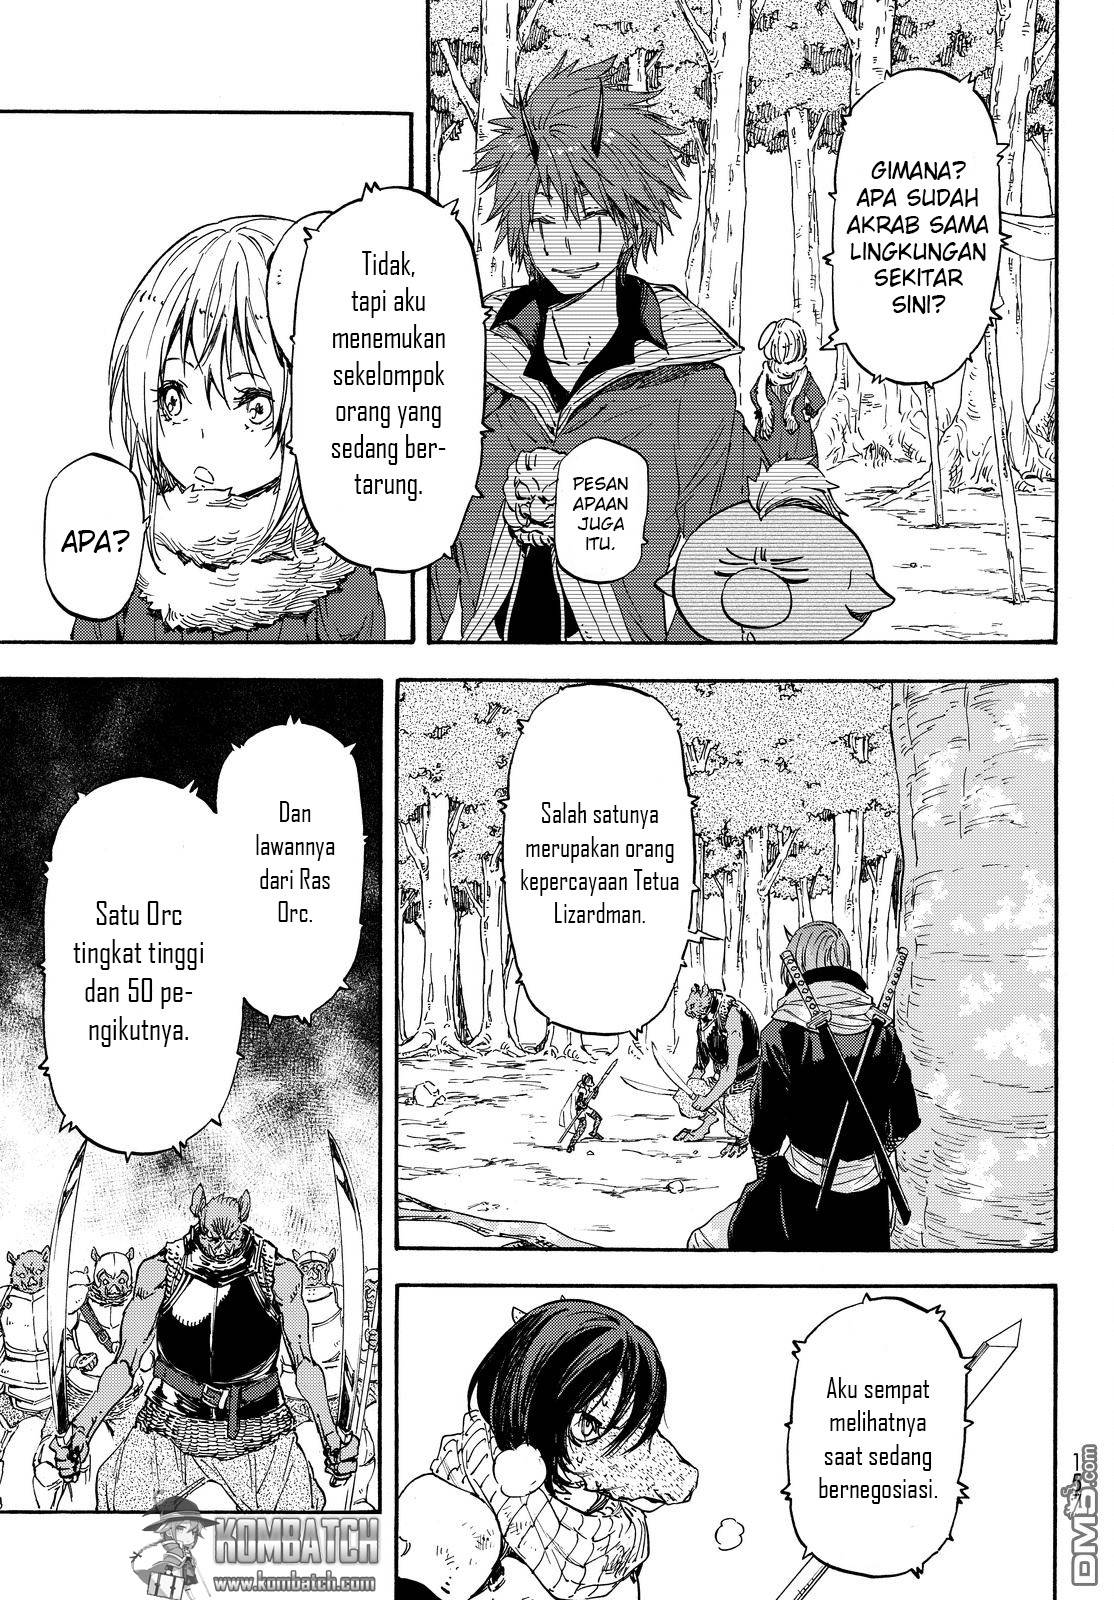 GIMANA?
APA SUDAH
AKRAB SAMA
LINGKUNGAN
SEKITAR
SINI?
PESAN
APAAN
JUGA
ITU.
Tidak,
tapi aku
menemukan
sekelompok
orang yang
sedang ber-
tarung.
APA?
Salah satunya
merupakan orang
kepercayaan Tetua
Lizardman.
Dan
lawannya
dari Ras
Orc.
Satu Orc
tingkat tinggi
dan 50 pe-
ngikutnya.
Aku sempat
melihatnya
saat sedang
bernegosiasi.
KOMBATCH
www.kombatch.com
DMS.com